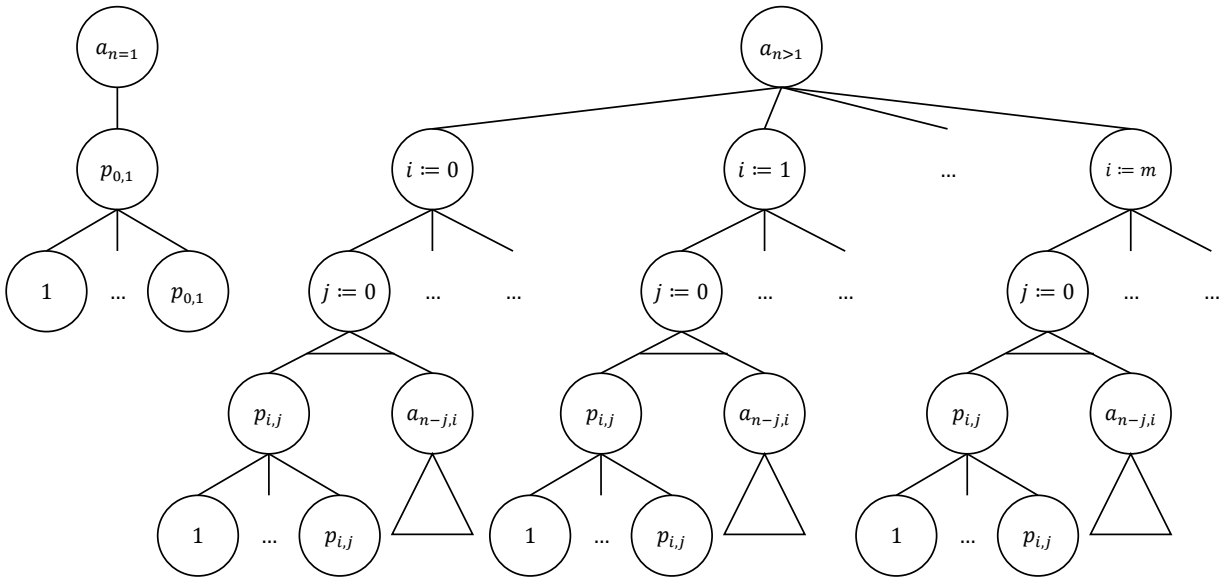 a_{n=1} a_{n>1}
p_{0,1} i ≔ 0 i ≔ 1 ... i ≔ m
1 ... p_{0,1} j ≔ 0 ... ... j ≔ 0 ... ... j ≔ 0 ... ...
p_{i,j} a_{n−j,i} p_{i,j} a_{n−j,i} p_{i,j} a_{n−j,i}
1 ... p_{i,j} 1 ... p_{i,j} 1 ... p_{i,j}